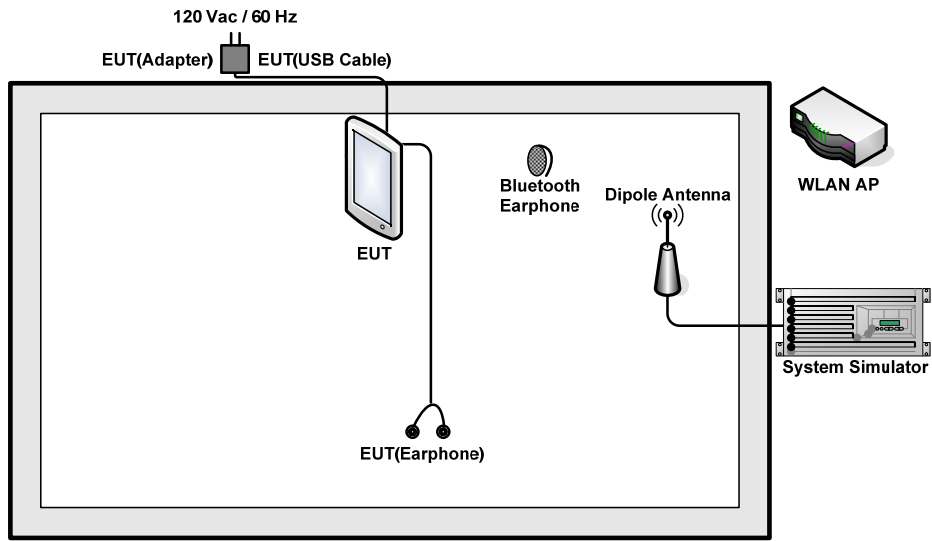 120 Vac / 60 Hz
EUT(Adapter)
EUT(USB Cable)
WLAN AP
Bluetooth
Earphone
Dipole Antenna
EUT
System Simulator
EUT(Earphone)